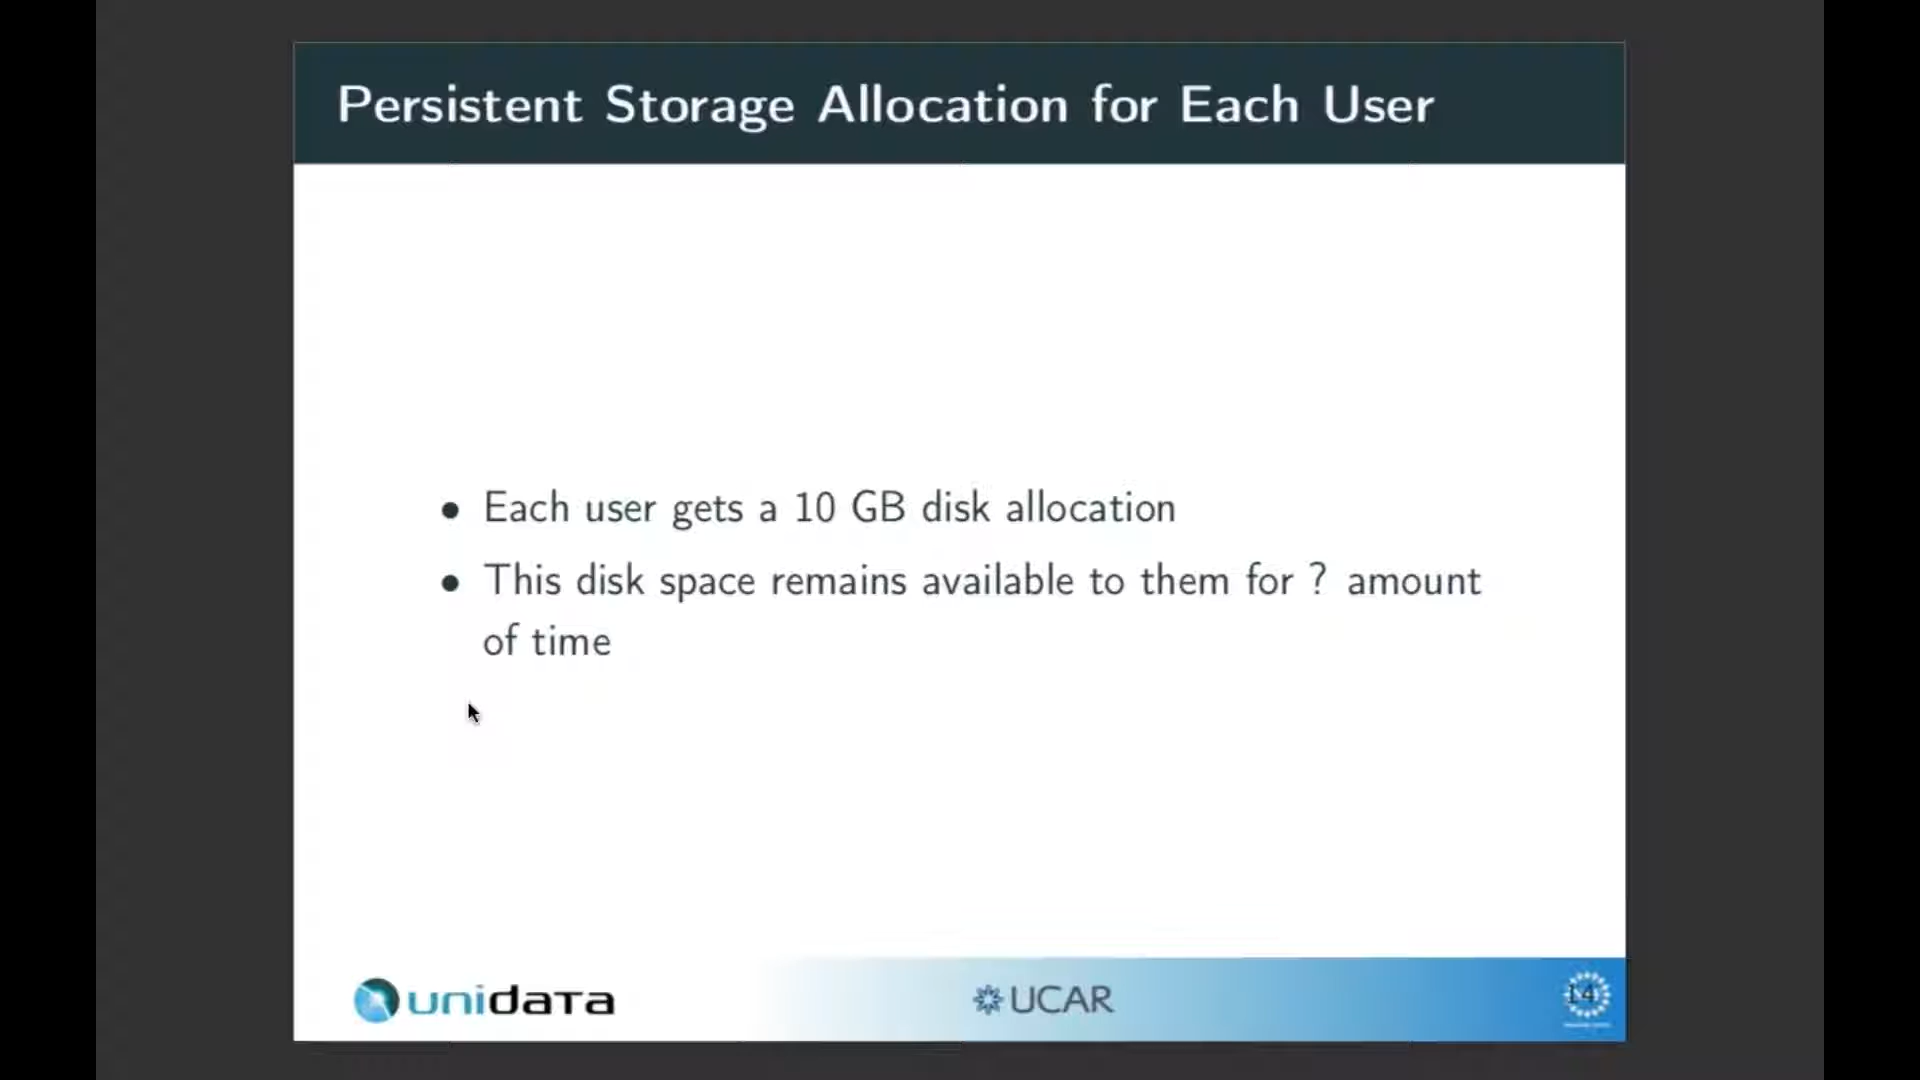 Persistent Storage Allocation for Each User
• Each user gets a 10 GB disk allocation
• This disk space remains available to them for ? amount
of time
unidata
UCAR
14